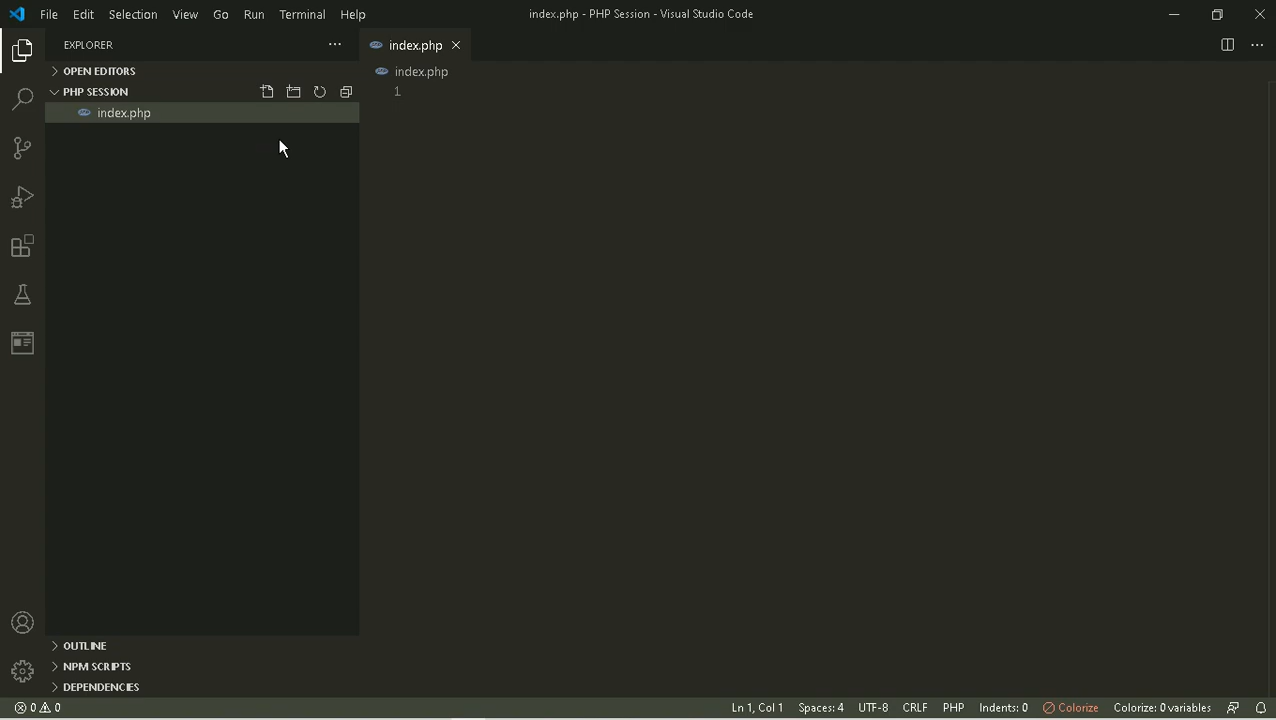 File Edit Selection View Go Run Terminal Help index.php - PHP Session - Visual Studio Code
EXPLORER
index.php
OPEN EDITORS
index.php
PHP SESSION
1
index.php
OUTLINE
NPM SCRIPTS
DEPENDENCIES
0 0 Ln 1, Col 1 Spaces: 4 UTF-8 CRLF PHP Indents: 0 Colorize Colorize: 0 variables